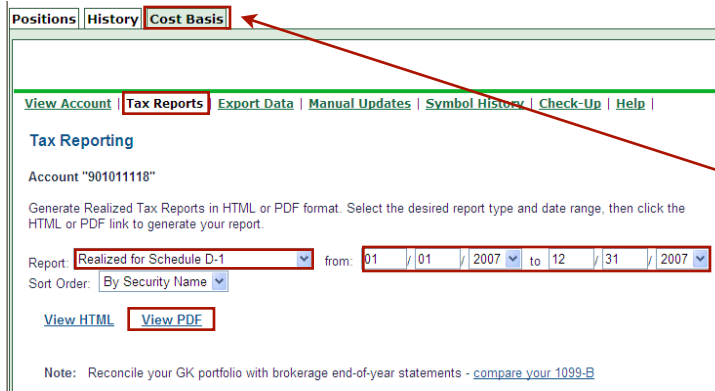 Positions History Cost Basis
View Account | Tax Reports | Export Data | Manual Updates | Symbol History | Check-Up | Help |
Tax Reporting
Account "901011118"
Generate Realized Tax Reports in HTML or PDF format. Select the desired report type and date range, then click the
HTML or PDF link to generate your report.
Report: Realized for Schedule D-1 from: 01 / 01 / 2007 to 12 / 31 / 2007
Sort Order: By Security Name
View HTML View PDF
Note: Reconcile your GK portfolio with brokerage end-of-year statements - compare your 1099-B